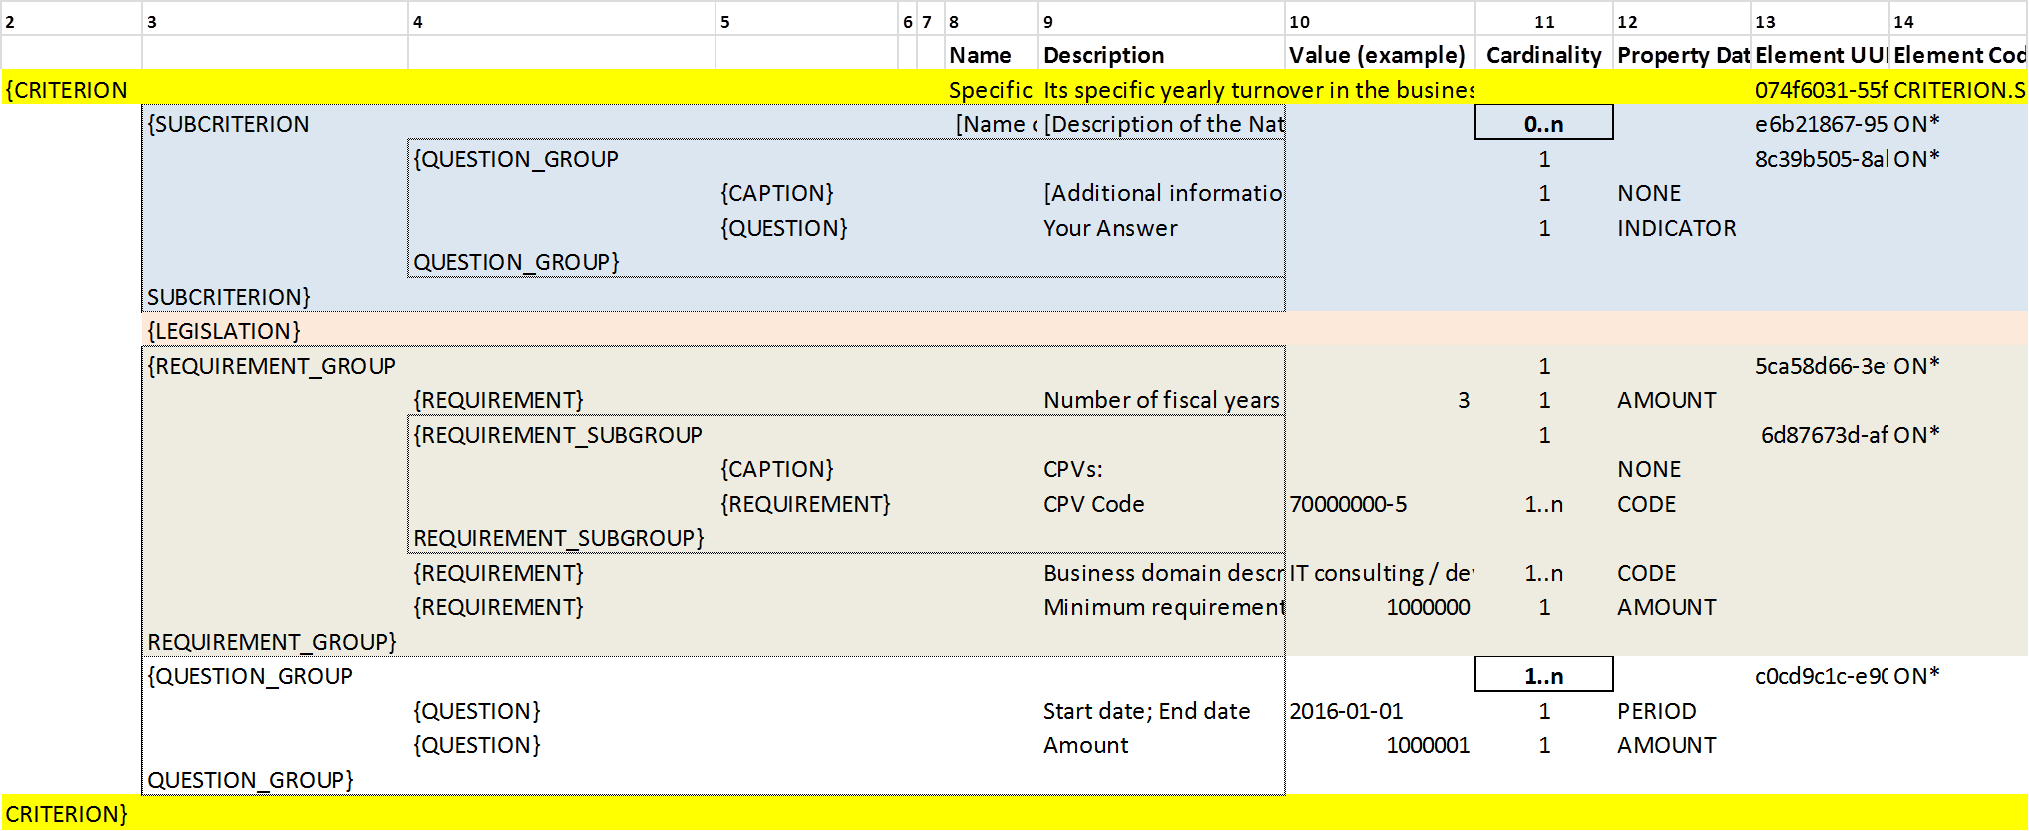 2 3 4 5 6 7 8 9 10 11 12 13 14
Name Description Value (example) Cardinality Property Dat Element UUI Element Cod
{CRITERION Specific Its specific yearly turnover in the busines 074f6031-55f CRITERION.S
{SUBCRITERION [Name [Description of the Nat 0..n e6b21867-95 ON*
{QUESTION_GROUP 1 8c39b505-8a ON*
{CAPTION} [Additional informatio 1 NONE
{QUESTION} Your Answer 1 INDICATOR
QUESTION_GROUP}
SUBCRITERION}
{LEGISLATION}
{REQUIREMENT_GROUP 1 5ca58d66-3e ON*
{REQUIREMENT} Number of fiscal years 3 1 AMOUNT
{REQUIREMENT_SUBGROUP 1 6d87673d-af ON*
{CAPTION} CPVs: NONE
{REQUIREMENT} CPV Code 70000000-5 1..n CODE
REQUIREMENT_SUBGROUP}
{REQUIREMENT} Business domain descr IT consulting / de 1..n CODE
{REQUIREMENT} Minimum requirement 1000000 1 AMOUNT
REQUIREMENT_GROUP}
{QUESTION_GROUP 1..n c0cd9c1c-e90 ON*
{QUESTION} Start date; End date 2016-01-01 1 PERIOD
{QUESTION} Amount 1000001 1 AMOUNT
QUESTION_GROUP}
CRITERION}